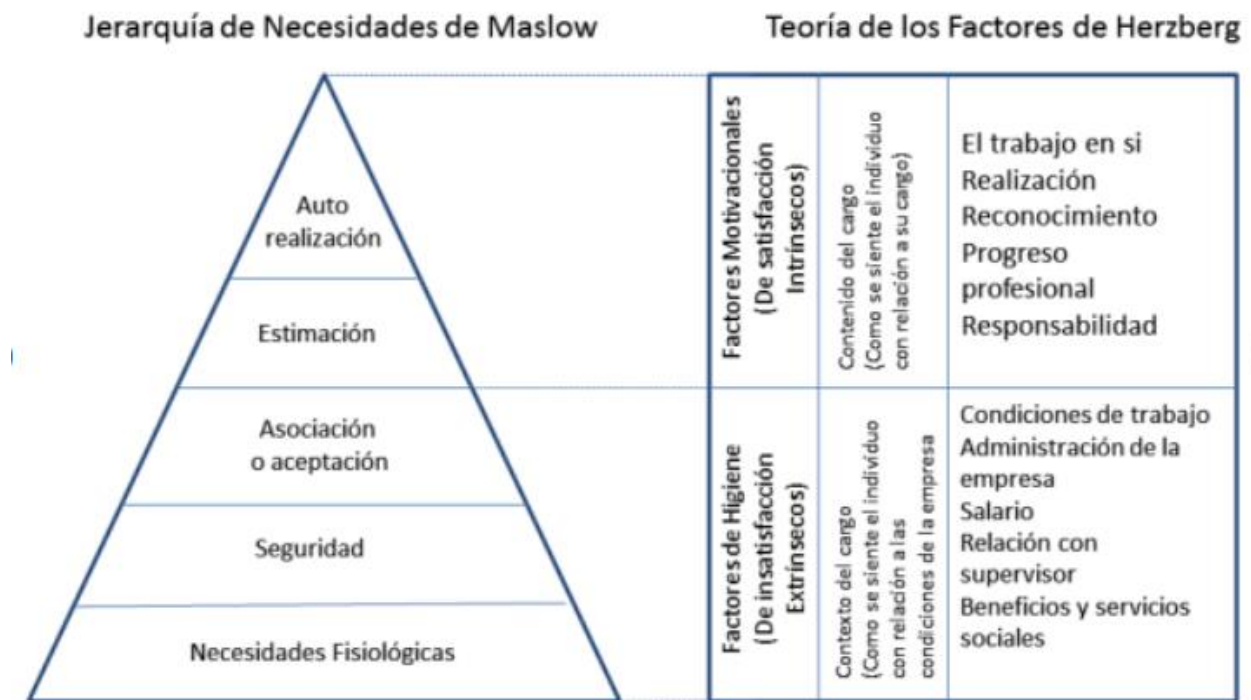 Jerarquía de Necesidades de Maslow
Teoría de los Factores de Herzberg
Auto
realización
Estimación
Asociación
o aceptación
Seguridad
Necesidades Fisiológicas
Factores Motivacionales
(De satisfacción
Intrínsecos)
Contenido del cargo
(Como se siente el individuo
con relación a su cargo)
El trabajo en si
Realización
Reconocimiento
Progreso
profesional
Responsabilidad
Factores de Higiene
(De insatisfacción
Extrínsecos)
Contexto del cargo
(Como se siente el individuo
con relación a las
condiciones de la empresa
Condiciones de trabajo
Administración de la
empresa
Salario
Relación con
supervisor
Beneficios y servicios
sociales